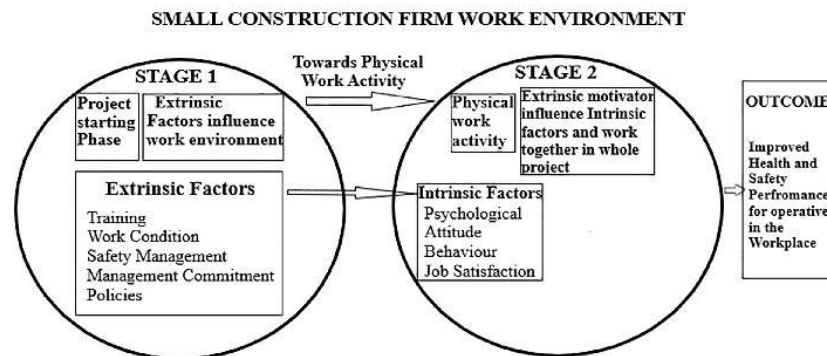 SMALL CONSTRUCTION FIRM WORK ENVIRONMENT
STAGE 1
Project
starting
Phase
Extrinsic
Factors influence
work environment
Extrinsic Factors
Training
Work Condition
Safety Management
Management Commitment
Policies
Towards Physical
Work Activity
STAGE 2
Physical
work
activity
Extrinsic motivator
influence Intrinsic
factors and work
together in whole
project
Intrinsic Factors
Psychological
Attitude
Behaviour
Job Satisfaction
OUTCOME
Improved
Health and
Safety
Perfromance
for operative
in the
Workplace